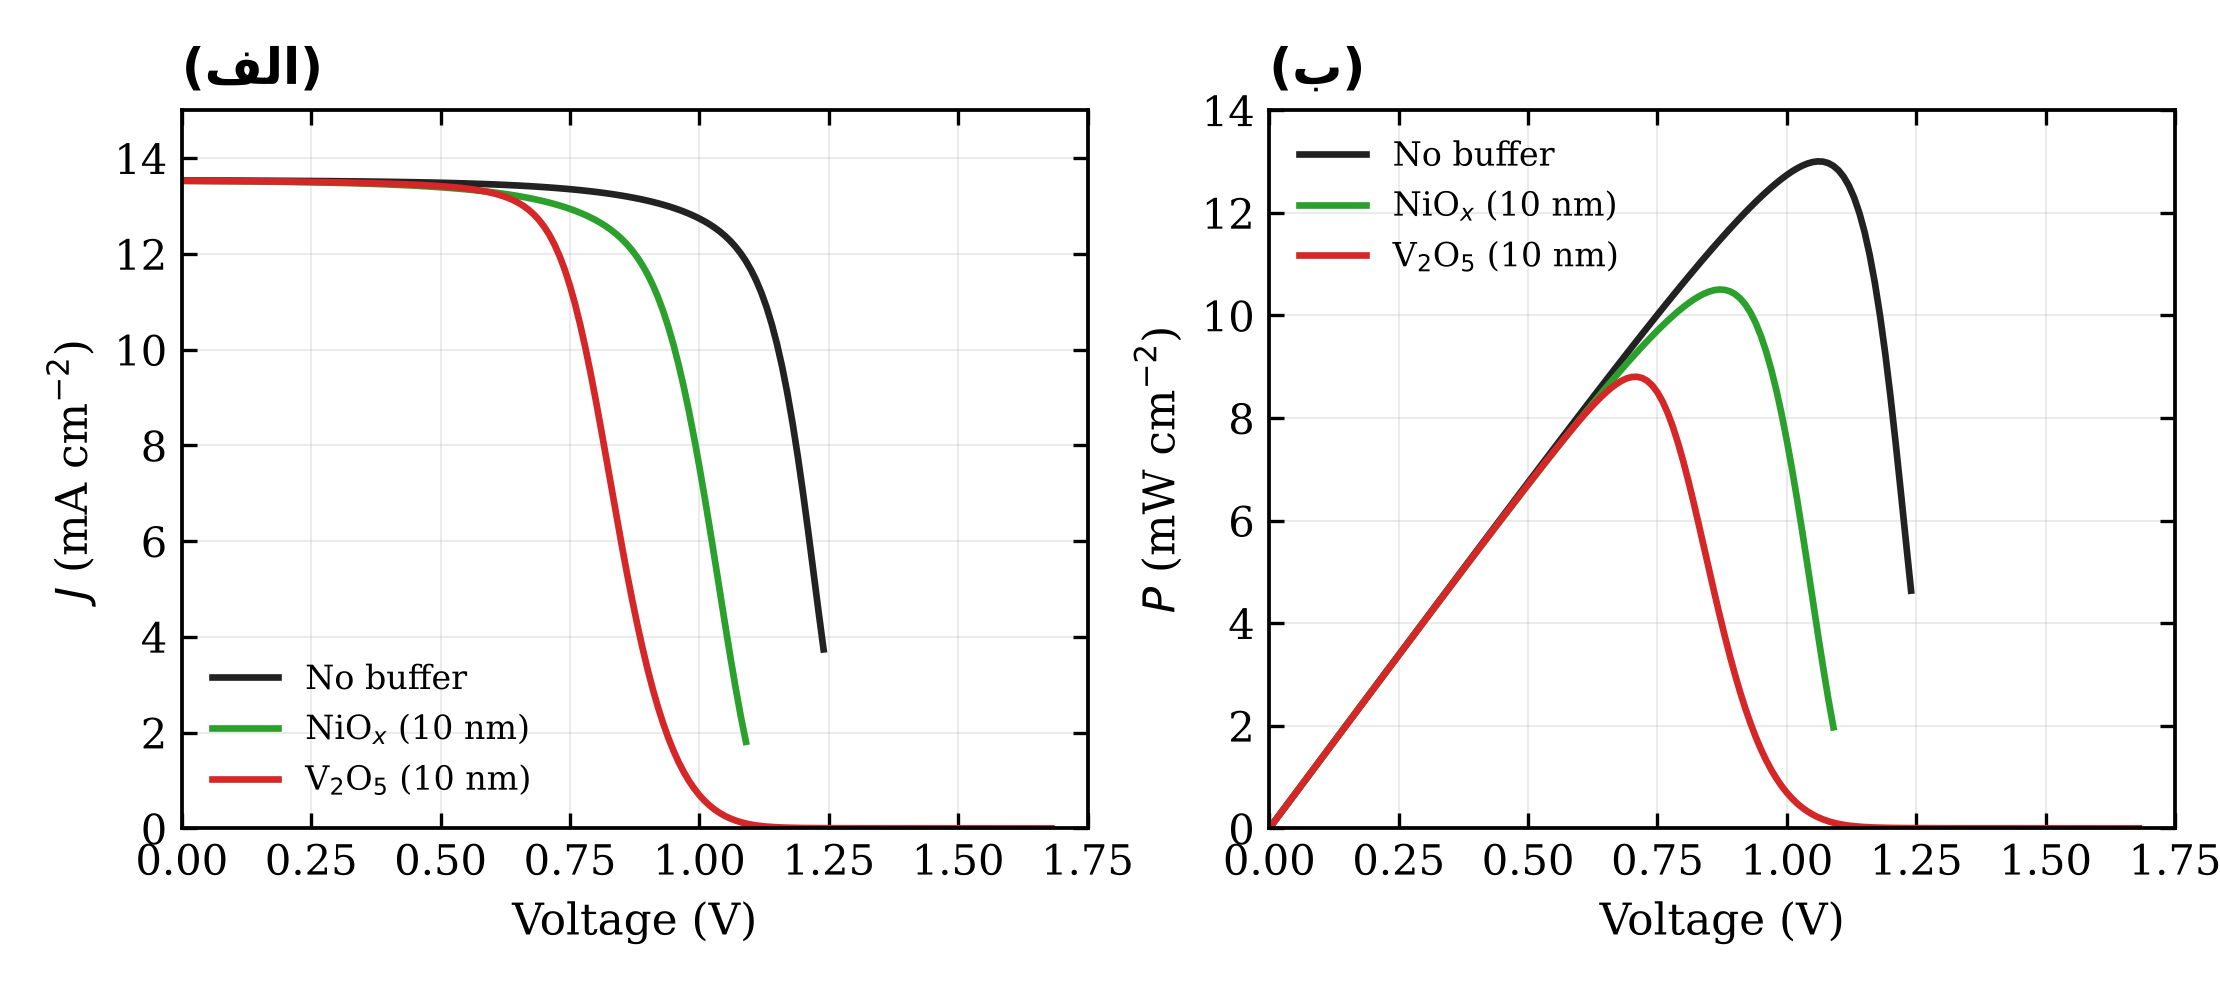 (الف)
14
12
10
8
6
4
2
0
J (mA cm⁻²)
No buffer
NiOₓ (10 nm)
V₂O₅ (10 nm)
0.00 0.25 0.50 0.75 1.00 1.25 1.50 1.75
Voltage (V)
(ب)
14
12
10
8
6
4
2
0
P (mW cm⁻²)
No buffer
NiOₓ (10 nm)
V₂O₅ (10 nm)
0.00 0.25 0.50 0.75 1.00 1.25 1.50 1.75
Voltage (V)